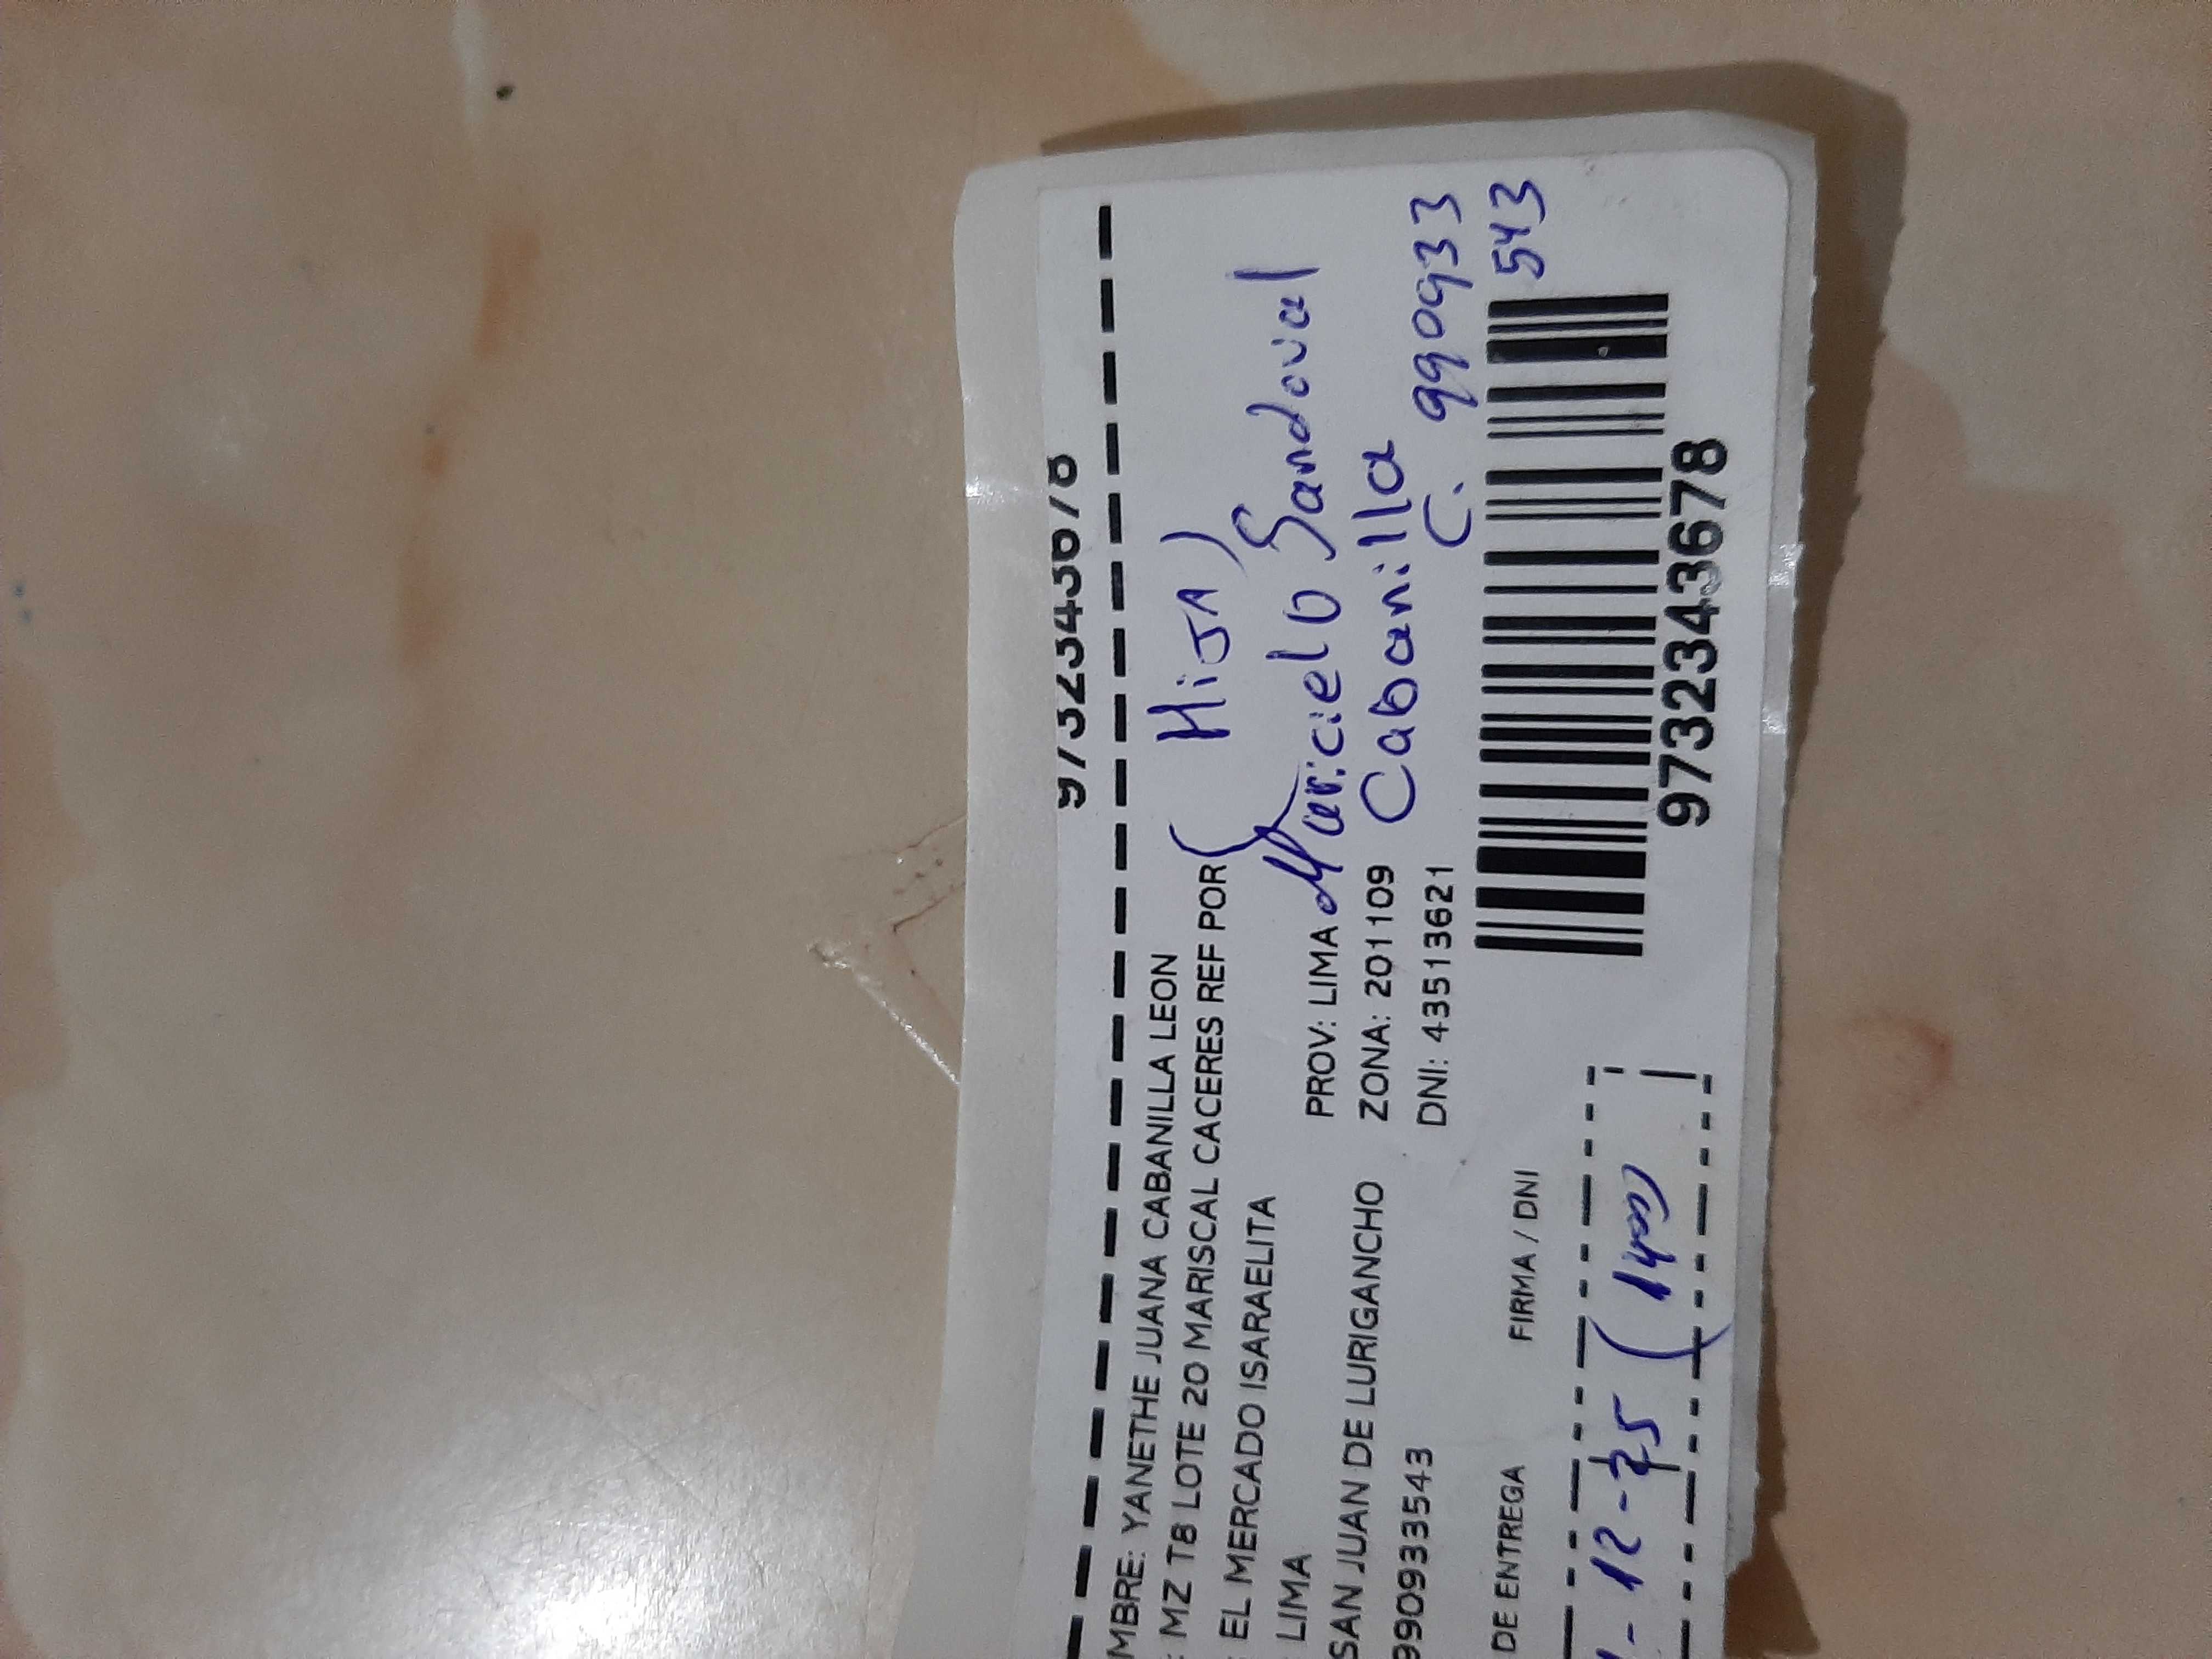 9732343678
MBRE: YANETHE JUANA CABANILLA LEON
: MZ T8 LOTE 20 MARISCAL CACERES REF POR
EL MERCADO ISARAELITA
LIMA
PROV: LIMA
SAN JUAN DE LURIGANCHO
ZONA: 201109
990933543
DNI: 43513621
(HiJA)
Maricielo Sandoval
Cabanilla
C. 990933
543
9732343678
DE ENTREGA
FIRMA / DNI
- 12-